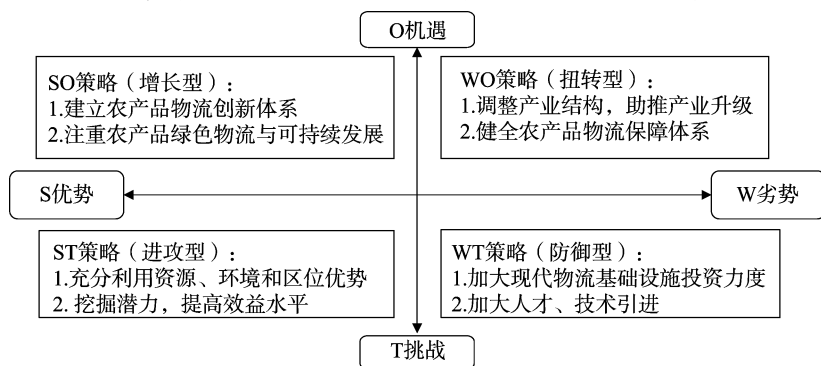 O机遇
SO策略（增长型）：
1.建立农产品物流创新体系
2.注重农产品绿色物流与可持续发展
WO策略（扭转型）：
1.调整产业结构，助推产业升级
2.健全农产品物流保障体系
S优势
W劣势
ST策略（进攻型）：
1.充分利用资源、环境和区位优势
2. 挖掘潜力，提高效益水平
WT策略（防御型）：
1.加大现代物流基础设施投资力度
2.加大人才、技术引进
T挑战